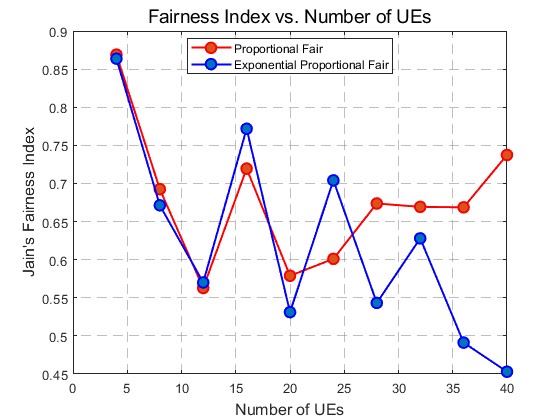 Fairness Index vs. Number of UEs
Proportional Fair
Exponential Proportional Fair
Jain's Fairness Index
0.9
0.85
0.8
0.75
0.7
0.65
0.6
0.55
0.5
0.45
0 5 10 15 20 25 30 35 40
Number of UEs